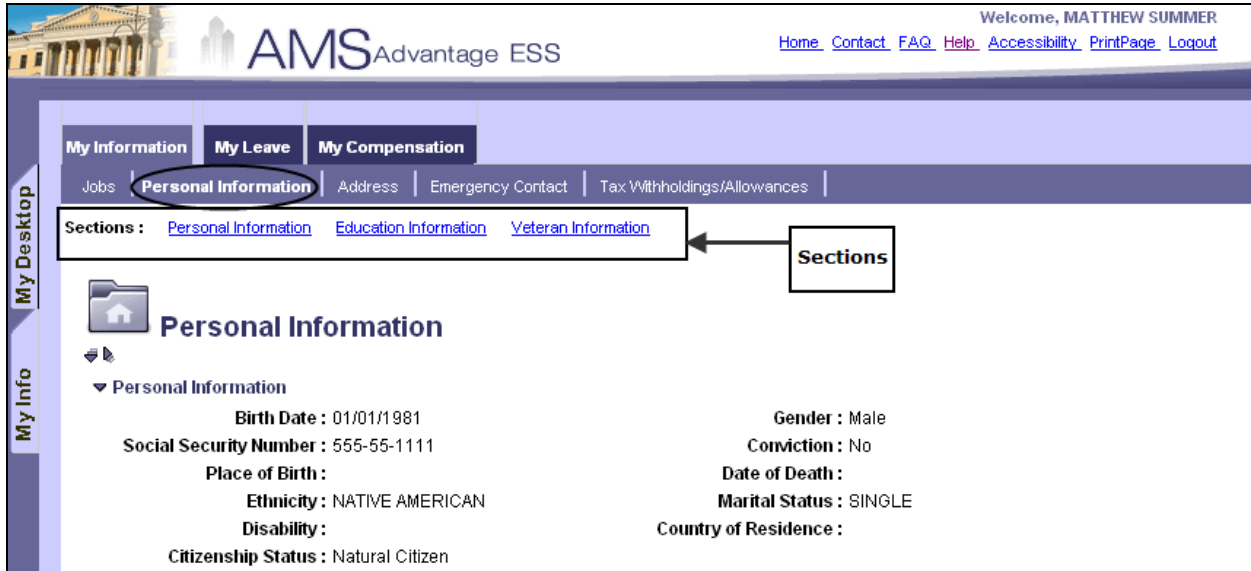 Welcome, MATTHEW SUMMER
AMSAdvantage ESS
Home Contact FAQ Help Accessibility PrintPage Logout
My Information My Leave My Compensation
Jobs Personal Information Address Emergency Contact Tax Withholdings/Allowances
Sections : Personal Information Education Information Veteran Information
Sections
My Desktop
My Info
Personal Information
Personal Information
Birth Date : 01/01/1981 Gender : Male
Social Security Number : 555-55-1111 Conviction : No
Place of Birth : Date of Death :
Ethnicity : NATIVE AMERICAN Marital Status : SINGLE
Disability : Country of Residence :
Citizenship Status : Natural Citizen